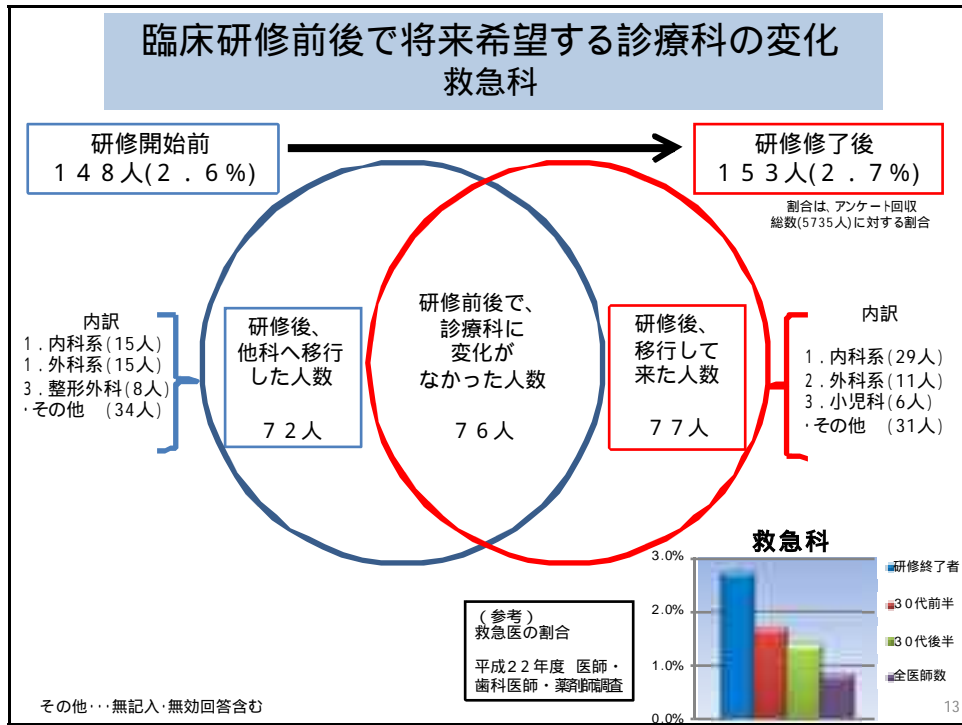 臨床研修前後で将来希望する診療科の変化
救急科
研修開始前
148人(2.6%)
研修修了後
153人(2.7%)
割合は、アンケート回収
総数(5735人)に対する割合
内訳
1.内科系(15人)
1.外科系(15人)
3.整形外科(8人)
・その他 (34人)
研修後、
他科へ移行
した人数
72人
研修前後で、
診療科に
変化が
なかった人数
76人
研修後、
移行して
来た人数
77人
内訳
1.内科系(29人)
2.外科系(11人)
3.小児科(6人)
・その他 (31人)
(参考)
救急医の割合
平成22年度 医師・
歯科医師・薬剤師調査
救急科
3.0%
2.0%
1.0%
0.0%
研修終了者
30代前半
30代後半
全医師数
その他・・・無記入・無効回答含む
13